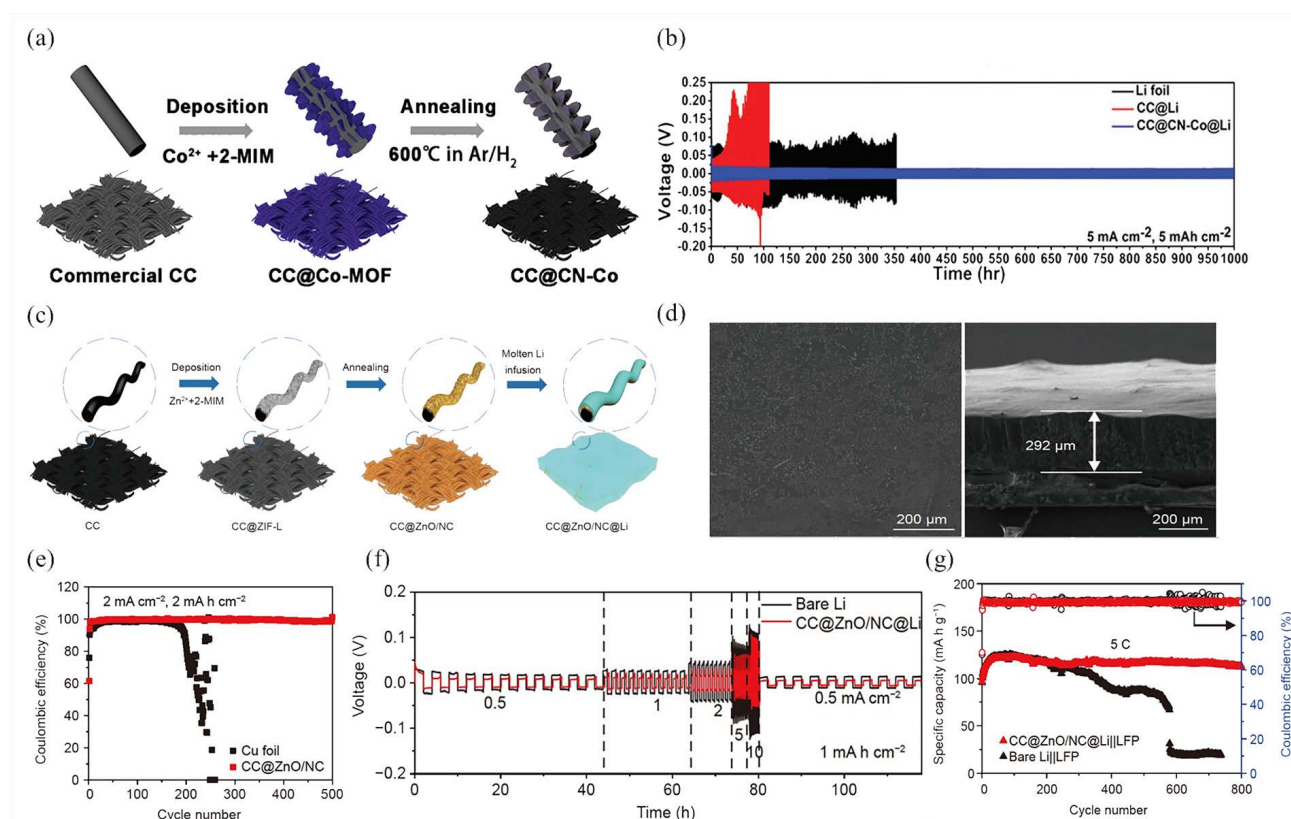 (a)
Deposition
Co²⁺ +2-MIM
Annealing
600℃ in Ar/H₂
Commercial CC
CC@Co-MOF
CC@CN-Co
(b)
Voltage (V)
0.25
0.20
0.15
0.10
0.05
0.00
-0.05
-0.10
-0.15
-0.20
Li foil
CC@Li
CC@CN-Co@Li
5 mA cm⁻², 5 mAh cm⁻²
0 50 100 150 200 250 300 350 400 450 500 550 600 650 700 750 800 850 900 950 1000
Time (hr)
(c)
Deposition
Zn²⁺+2-MIM
Annealing
Molten Li
infusion
CC
CC@ZIF-L
CC@ZnO/NC
CC@ZnO/NC@Li
(d)
200 μm
292 μm
200 μm
(e)
Coulombic efficiency (%)
120
100
80
60
40
20
0
2 mA cm⁻², 2 mA h cm⁻²
Cu foil
CC@ZnO/NC
0 100 200 300 400 500
Cycle number
(f)
Voltage (V)
0.2
0.1
0.0
−0.1
−0.2
Bare Li
CC@ZnO/NC@Li
0.5
1
2
5
10
0.5 mA cm⁻²
1 mA h cm⁻²
0 20 40 60 80 100
Time (h)
(g)
Specific capacity (mA h g⁻¹)
200
175
150
125
100
75
50
25
0
5 C
CC@ZnO/NC@Li||LFP
Bare Li||LFP
0 200 400 600 800
Cycle number
100
80
60
40
20
0
Coulombic efficiency (%)